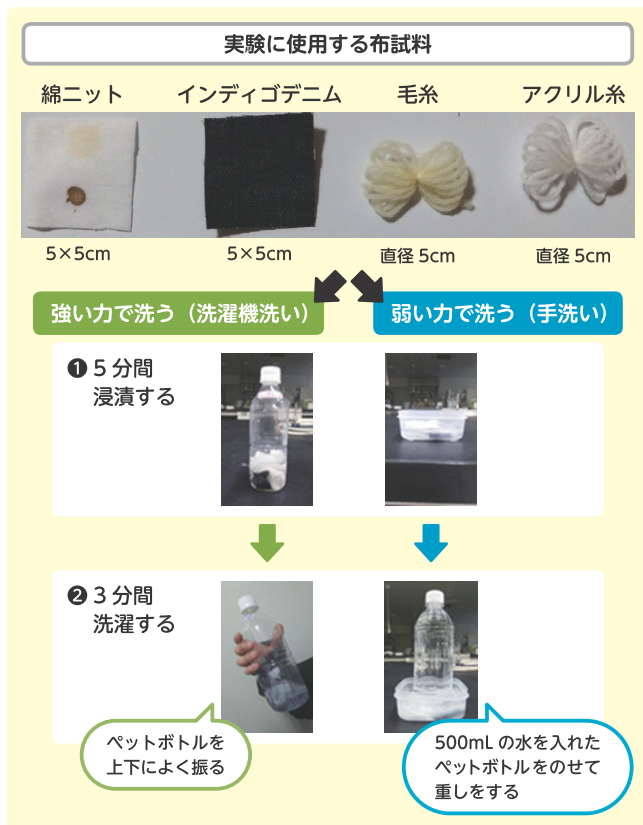 実験に使用する布試料
綿ニット
インディゴデニム
毛糸
アクリル糸
5×5cm
5×5cm
直径 5cm
直径 5cm
強い力で洗う（洗濯機洗い）
弱い力で洗う（手洗い）
❶ 5 分間
浸漬する
❷ 3 分間
洗濯する
ペットボトルを
上下によく振る
500mL の水を入れた
ペットボトルをのせて
重しをする